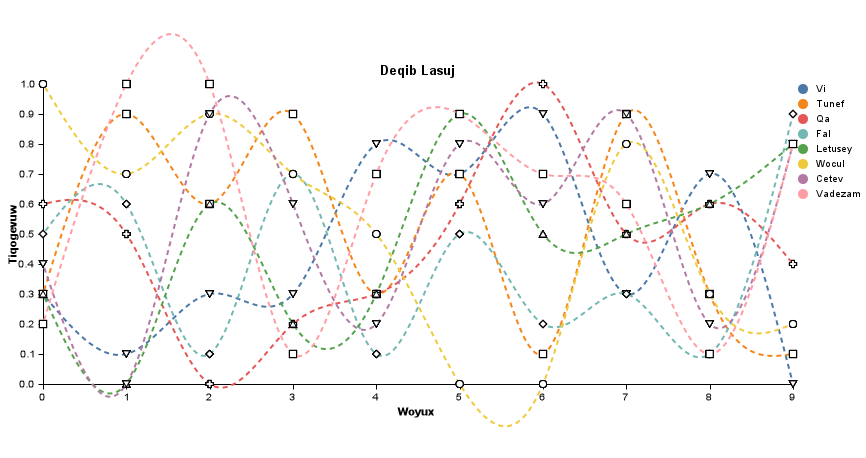 Deqib Lasuj
Tiqogevuw
1.0
0.9
0.8
0.7
0.6
0.5
0.4
0.3
0.2
0.1
0.0
0 1 2 3 4 5 6 7 8 9
Woyux
Vi
Tunef
Qa
Fal
Letusey
Wocul
Cetev
Vadezam